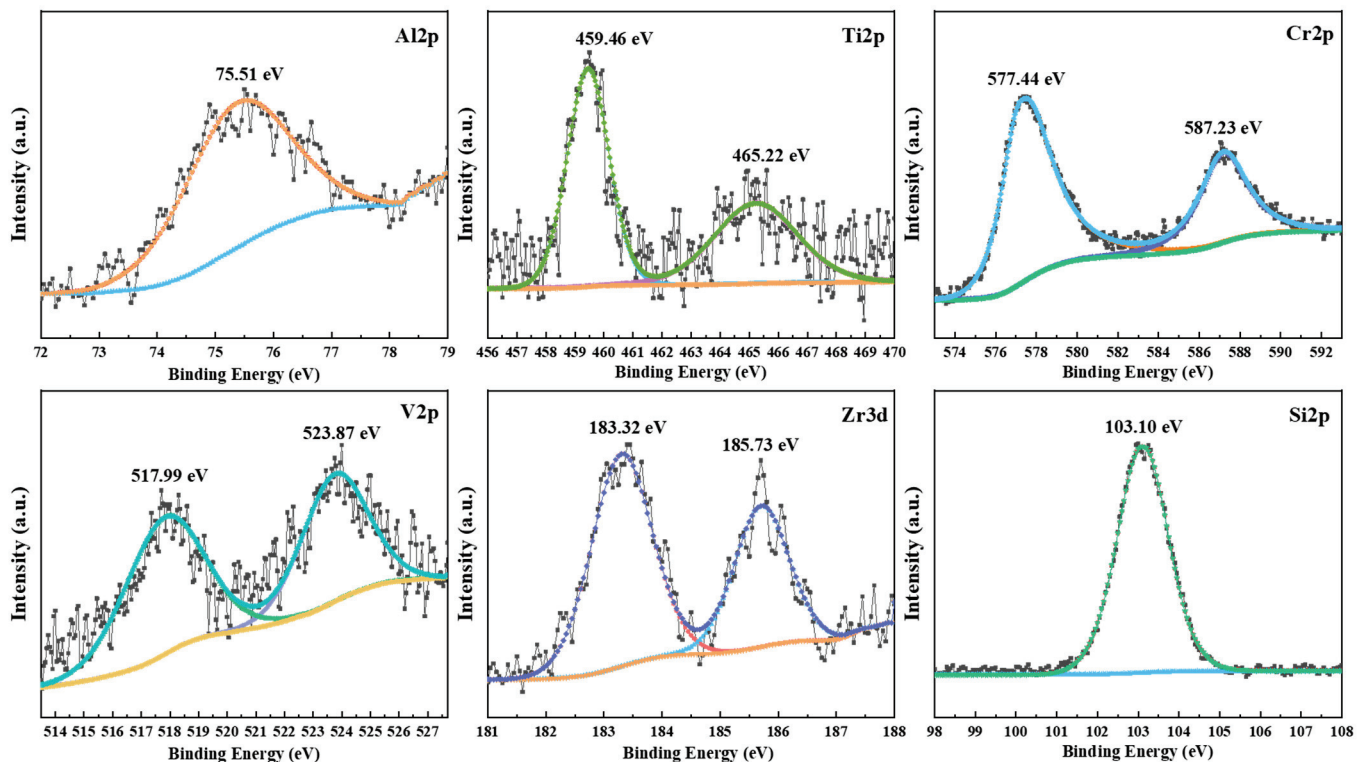 Al2p
75.51 eV
Intensity (a.u.)
72 73 74 75 76 77 78 79
Binding Energy (eV)
Ti2p
459.46 eV
465.22 eV
Intensity (a.u.)
456 457 458 459 460 461 462 463 464 465 466 467 468 469 470
Binding Energy (eV)
Cr2p
577.44 eV
587.23 eV
Intensity (a.u.)
574 576 578 580 582 584 586 588 590 592
Binding Energy (eV)
V2p
523.87 eV
517.99 eV
Intensity (a.u.)
514 515 516 517 518 519 520 521 522 523 524 525 526 527
Binding Energy (eV)
Zr3d
183.32 eV
185.73 eV
Intensity (a.u.)
181 182 183 184 185 186 187 188
Binding Energy (eV)
Si2p
103.10 eV
Intensity (a.u.)
98 99 100 101 102 103 104 105 106 107 108
Binding Energy (eV)